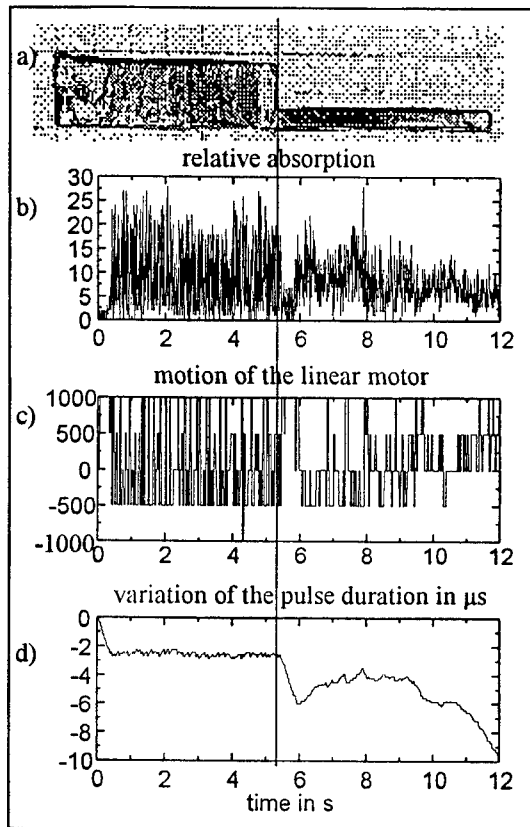 a)
relative absorption
b)
30
25
20
15
10
5
0
0 2 4 6 8 10 12
motion of the linear motor
c)
1000
500
0
-500
-1000
0 2 4 6 8 10 12
variation of the pulse duration in μs
d)
0
-2
-4
-6
-8
-10
0 2 4 6 8 10 12
time in s